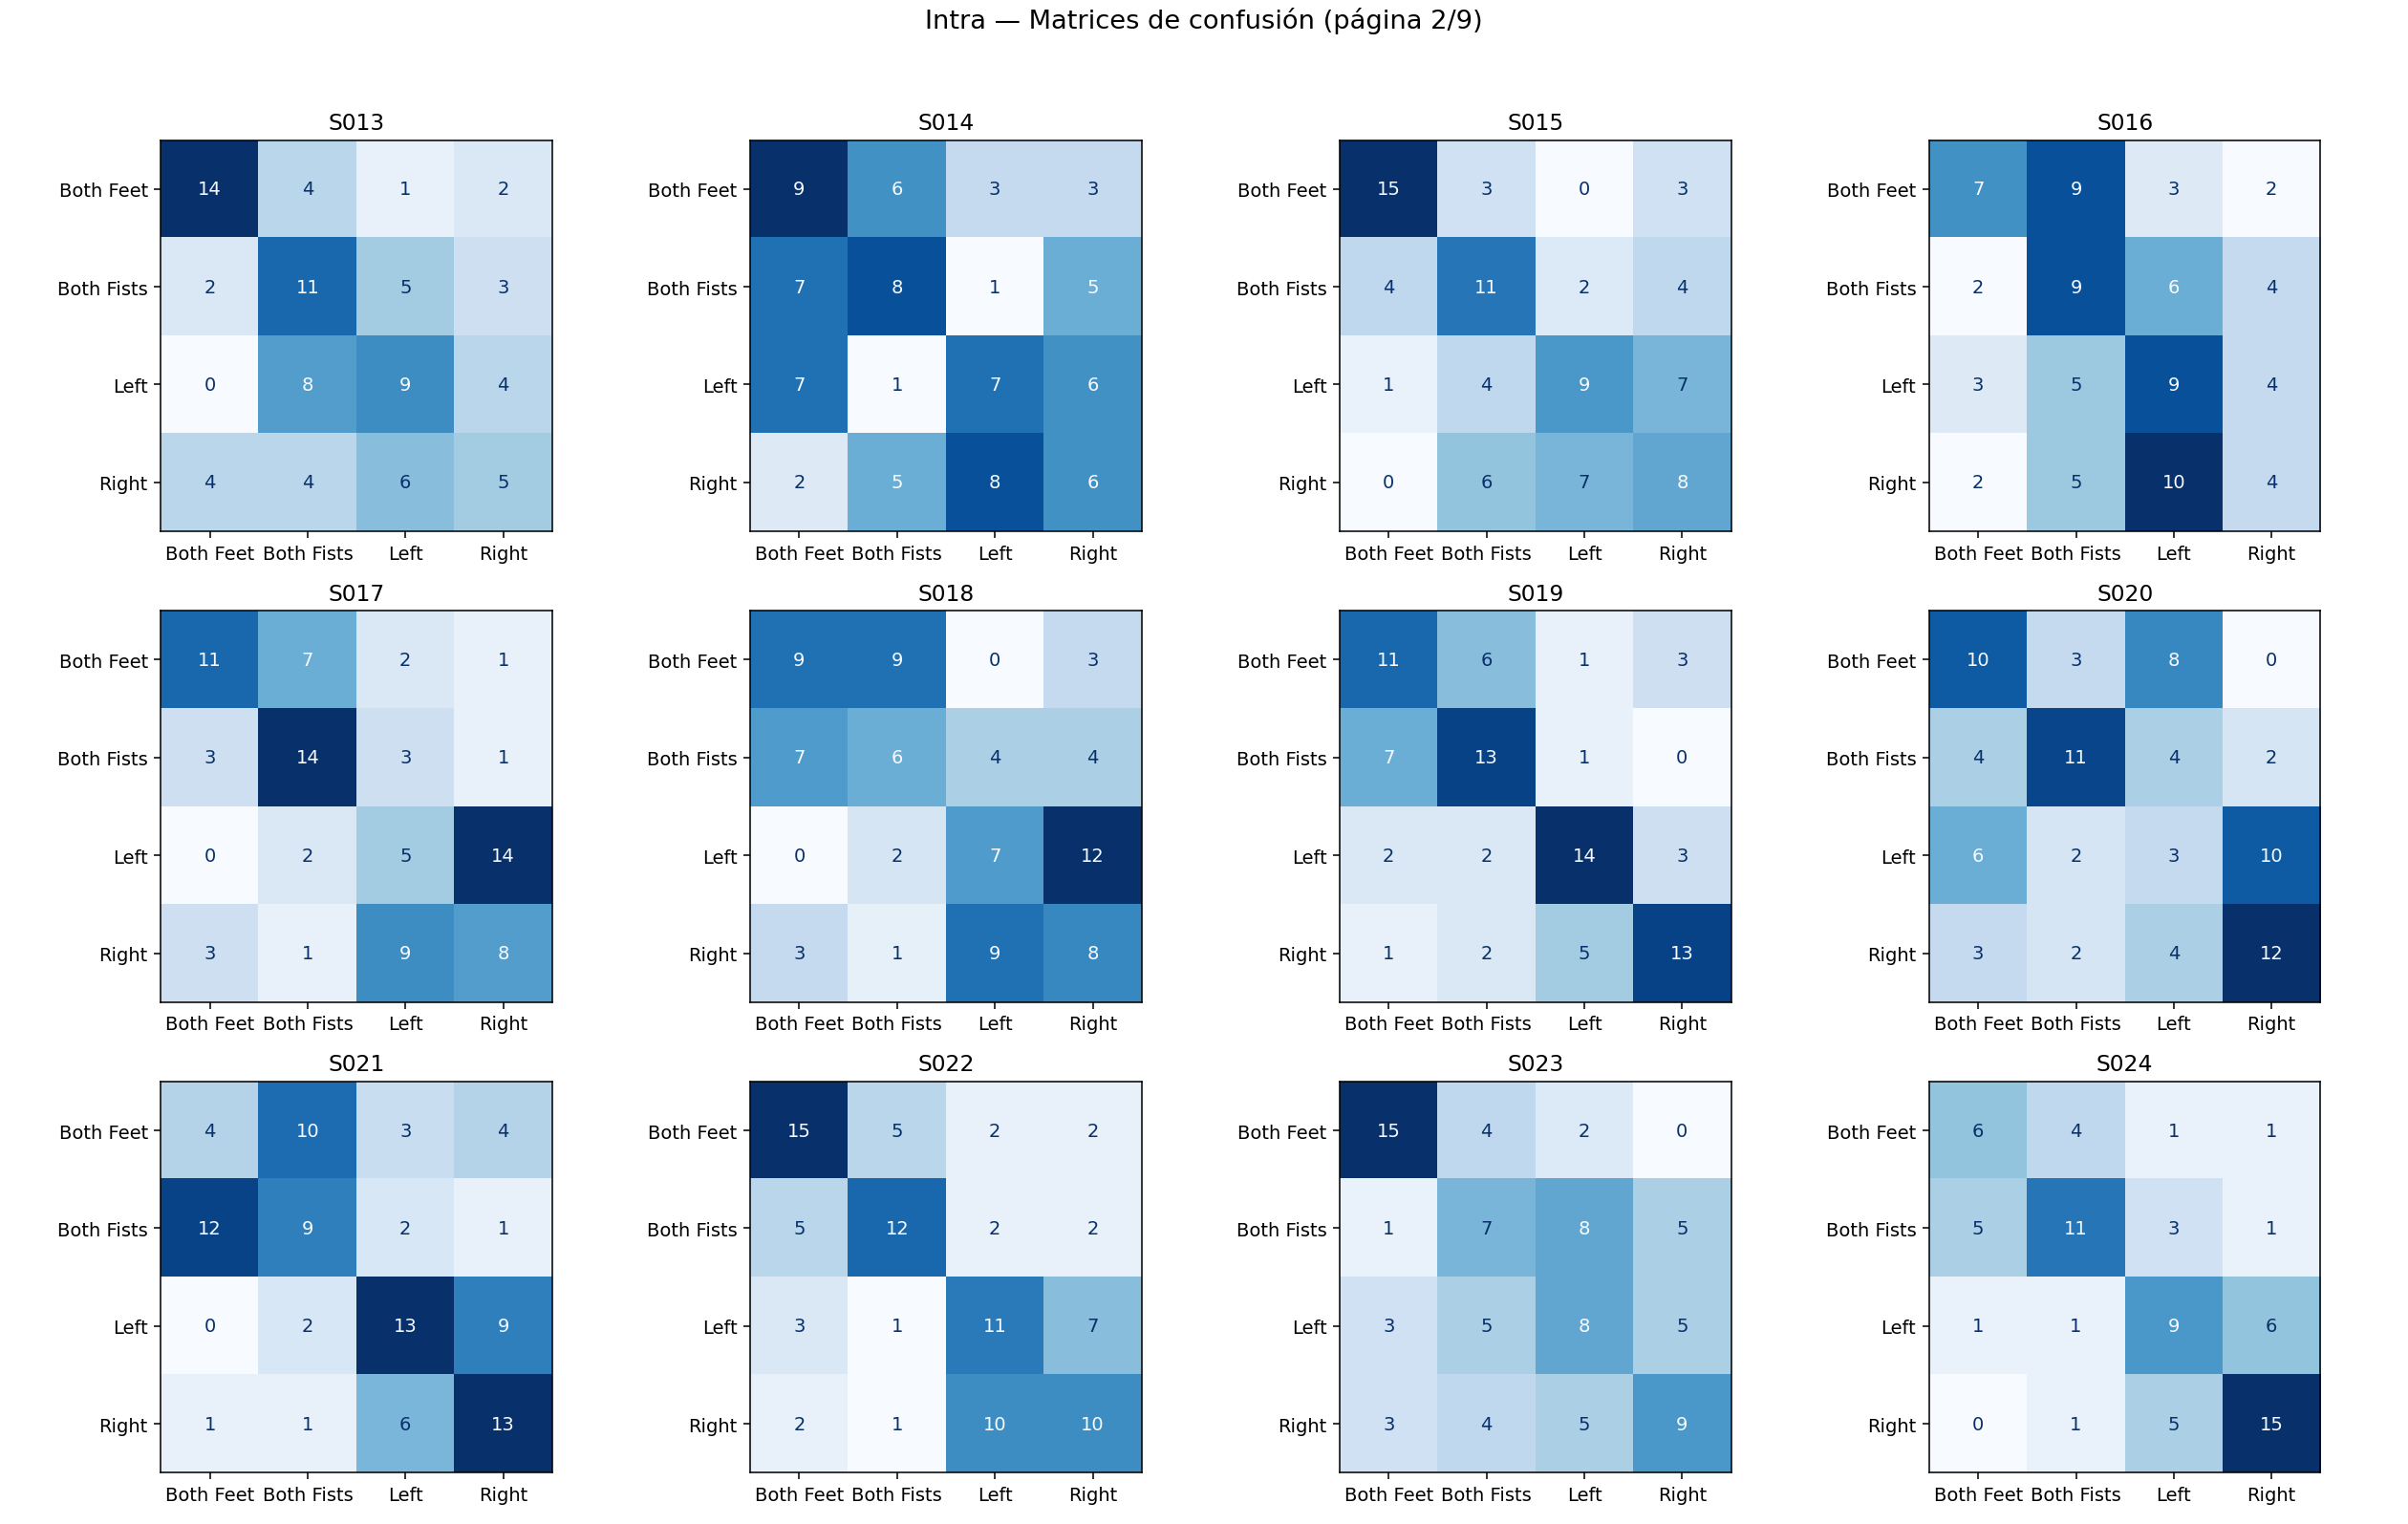 Intra — Matrices de confusión (página 2/9)
S013 S014 S015 S016
Both Feet 14 4 1 2 Both Feet 9 6 3 3 Both Feet 15 3 0 3 Both Feet 7 9 3 2
Both Fists 2 11 5 3 Both Fists 7 8 1 5 Both Fists 4 11 2 4 Both Fists 2 9 6 4
Left 0 8 9 4 Left 7 1 7 6 Left 1 4 9 7 Left 3 5 9 4
Right 4 4 6 5 Right 2 5 8 6 Right 0 6 7 8 Right 2 5 10 4
Both Feet Both Fists Left Right Both Feet Both Fists Left Right Both Feet Both Fists Left Right Both Feet Both Fists Left Right
S017 S018 S019 S020
Both Feet 11 7 2 1 Both Feet 9 9 0 3 Both Feet 11 6 1 3 Both Feet 10 3 8 0
Both Fists 3 14 3 1 Both Fists 7 6 4 4 Both Fists 7 13 1 0 Both Fists 4 11 4 2
Left 0 2 5 14 Left 0 2 7 12 Left 2 2 14 3 Left 6 2 3 10
Right 3 1 9 8 Right 3 1 9 8 Right 1 2 5 13 Right 3 2 4 12
Both Feet Both Fists Left Right Both Feet Both Fists Left Right Both Feet Both Fists Left Right Both Feet Both Fists Left Right
S021 S022 S023 S024
Both Feet 4 10 3 4 Both Feet 15 5 2 2 Both Feet 15 4 2 0 Both Feet 6 4 1 1
Both Fists 12 9 2 1 Both Fists 5 12 2 2 Both Fists 1 7 8 5 Both Fists 5 11 3 1
Left 0 2 13 9 Left 3 1 11 7 Left 3 5 8 5 Left 1 1 9 6
Right 1 1 6 13 Right 2 1 10 10 Right 3 4 5 9 Right 0 1 5 15
Both Feet Both Fists Left Right Both Feet Both Fists Left Right Both Feet Both Fists Left Right Both Feet Both Fists Left Right